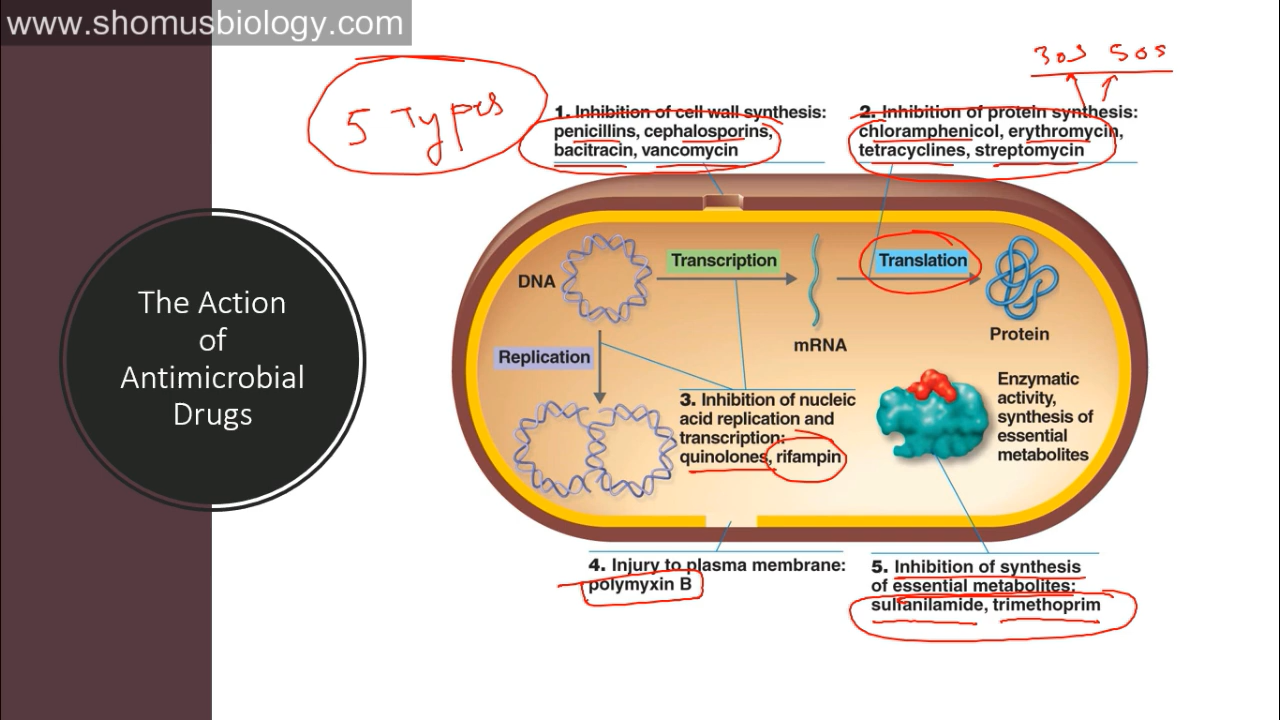 www.shomusbiology.com
30S 50S
5 Types
1. Inhibition of cell wall synthesis:
penicillins, cephalosporins,
bacitracin, vancomycin
2. Inhibition of protein synthesis:
chloramphenicol, erythromycin,
tetracyclines, streptomycin
The Action
of
Antimicrobial
Drugs
DNA
Transcription
mRNA
Translation
Protein
Replication
3. Inhibition of nucleic
acid replication and
transcription:
quinolones, rifampin
Enzymatic
activity,
synthesis of
essential
metabolites
4. Injury to plasma membrane:
polymyxin B
5. Inhibition of synthesis
of essential metabolites:
sulfanilamide, trimethoprim